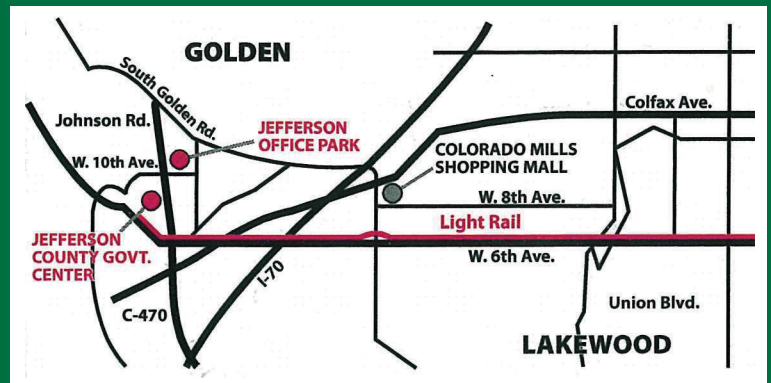 GOLDEN
South Golden Rd.
Johnson Rd.
Colfax Ave.
JEFFERSON
OFFICE PARK
COLORADO MILLS
SHOPPING MALL
W. 10th Ave.
W. 8th Ave.
Light Rail
JEFFERSON
COUNTY GOVT.
CENTER
W. 6th Ave.
I-70
C-470
Union Blvd.
LAKEWOOD